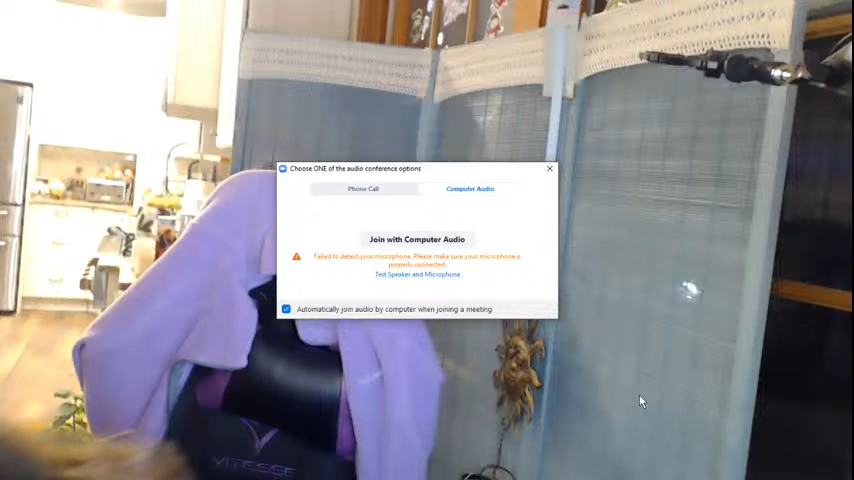 Choose ONE of the audio conference options
Phone Call
Computer Audio
Join with Computer Audio
Failed to detect your microphone. Please make sure your microphone is
properly connected.
Test Speaker and Microphone
Automatically join audio by computer when joining a meeting
VITESSE